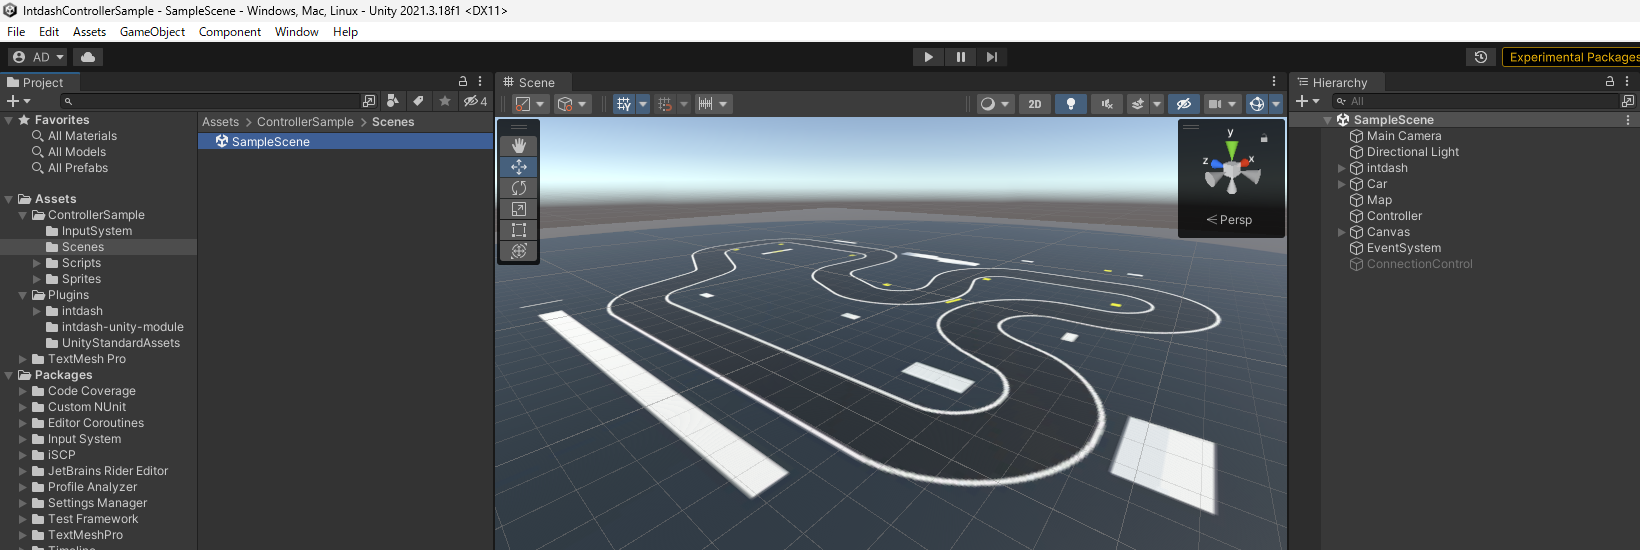 IntdashControllerSample - SampleScene - Windows, Mac, Linux - Unity 2021.3.18f1 <DX11>
File Edit Assets GameObject Component Window Help
AD
Experimental Packages
Project
4
Favorites
All Materials
All Models
All Prefabs
Assets
ControllerSample
InputSystem
Scenes
Scripts
Sprites
Plugins
intdash
intdash-unity-module
UnityStandardAssets
TextMesh Pro
Packages
Code Coverage
Custom NUnit
Editor Coroutines
Input System
iSCP
JetBrains Rider Editor
Profile Analyzer
Settings Manager
Test Framework
TextMeshPro
Timeline
Assets > ControllerSample > Scenes
SampleScene
Scene
2D
y
z
x
Persp
Hierarchy
All
SampleScene
Main Camera
Directional Light
intdash
Car
Map
Controller
Canvas
EventSystem
ConnectionControl